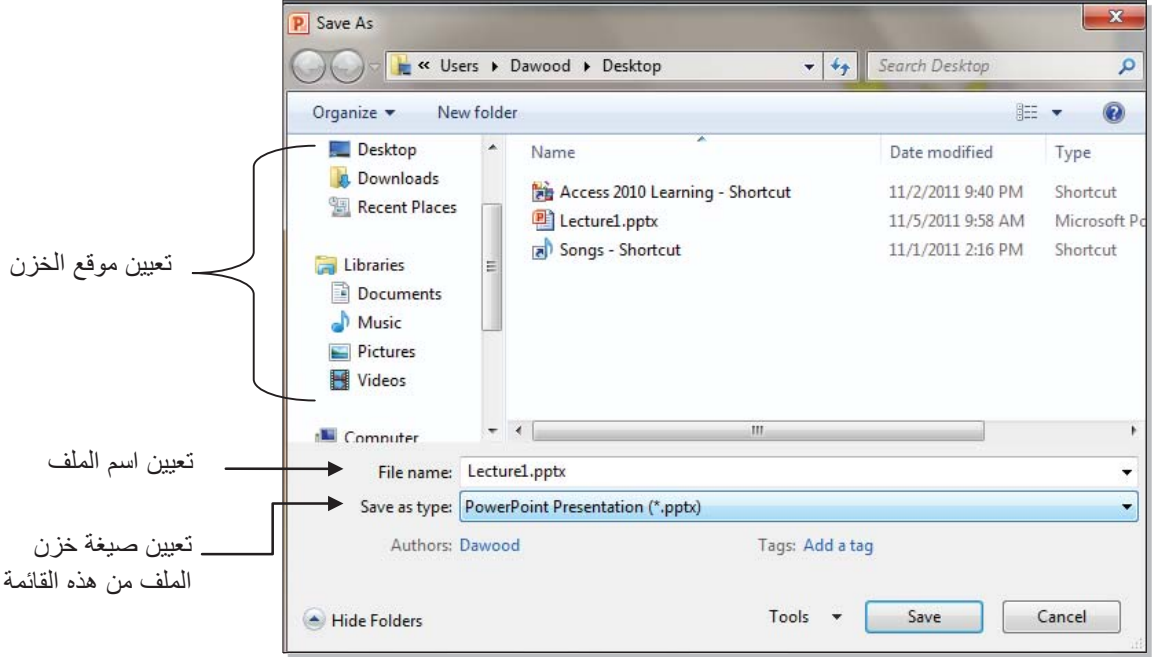 Save As
« Users ▸ Dawood ▸ Desktop
Search Desktop
Organize
New folder
Desktop
Downloads
Recent Places
Libraries
Documents
Music
Pictures
Videos
Computer
Name Date modified Type
Access 2010 Learning - Shortcut 11/2/2011 9:40 PM Shortcut
Lecture1.pptx 11/5/2011 9:58 AM Microsoft Po
Songs - Shortcut 11/1/2011 2:16 PM Shortcut
تعيين موقع الخزن
تعيين اسم الملف
File name: Lecture1.pptx
Save as type: PowerPoint Presentation (*.pptx)
تعيين صيغة خزن
الملف من هذه القائمة
Authors: Dawood Tags: Add a tag
Hide Folders
Tools Save Cancel